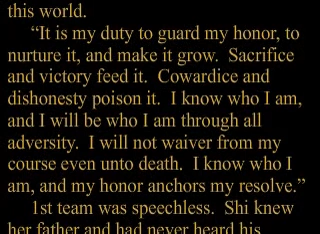 this world.
“It is my duty to guard my honor, to
nurture it, and make it grow.  Sacrifice
and victory feed it.  Cowardice and
dishonesty poison it.  I know who I am,
and I will be who I am through all
adversity.  I will not waiver from my
course even unto death.  I know who I
am, and my honor anchors my resolve.”
1st team was speechless.  Shi knew
her father and had never heard his